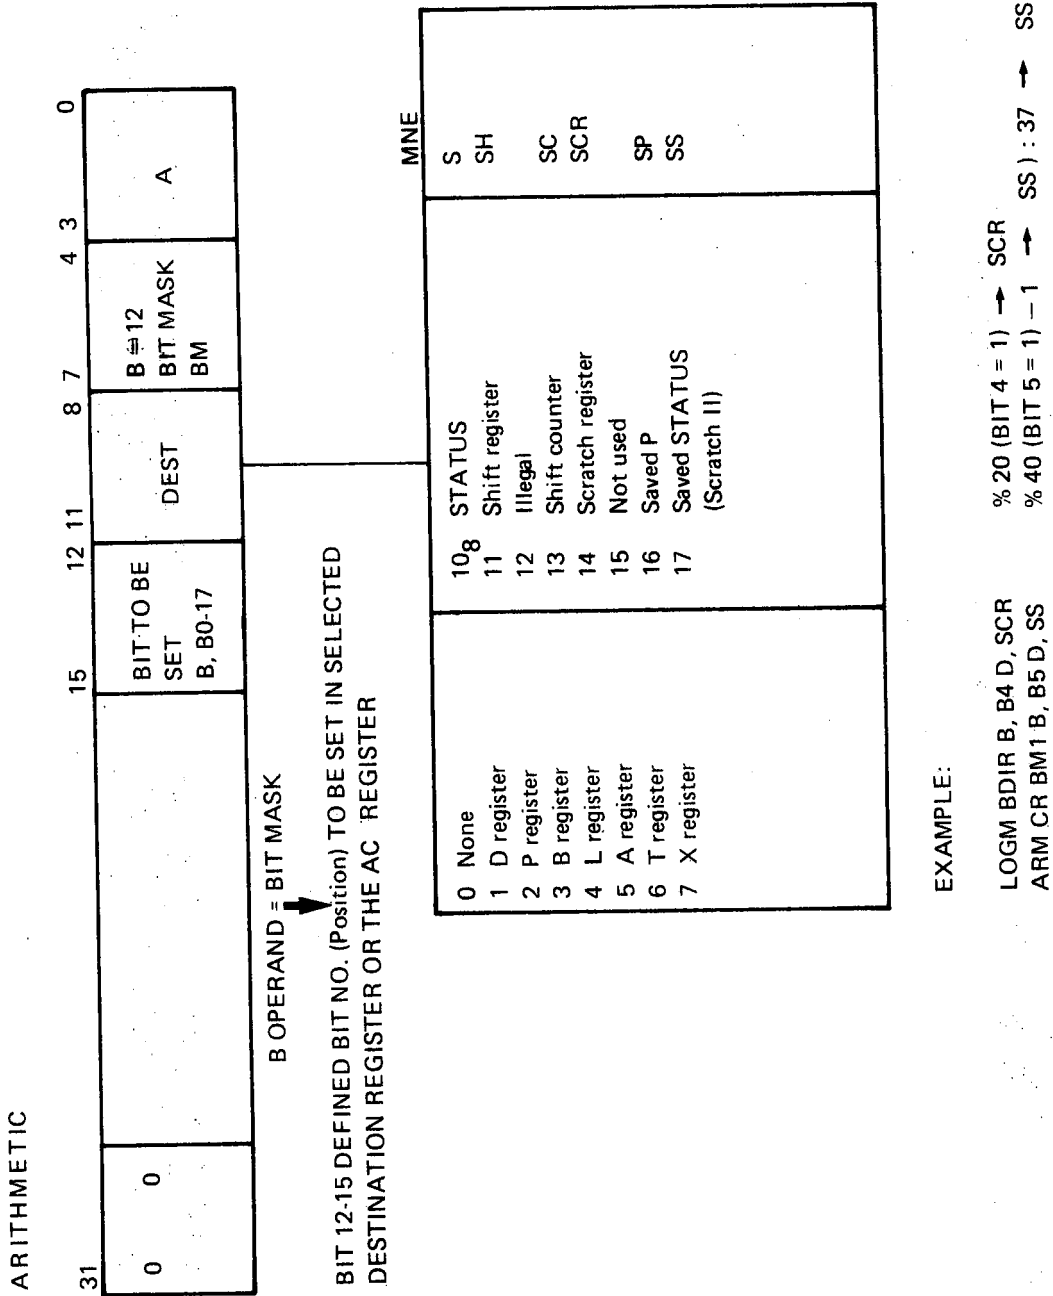 ARITHMETIC
31 15 12 11 8 7 4 3 0
0 0
BIT TO BE
SET
B, B0-17
DEST
B = 12
BIT MASK
BM
A
B OPERAND = BIT MASK
BIT 12-15 DEFINED BIT NO. (Position) TO BE SET IN SELECTED
DESTINATION REGISTER OR THE AC REGISTER
MNE
0 None
1 D register
2 P register
3 B register
4 L register
5 A register
6 T register
7 X register
10₈ STATUS S
11 Shift register SH
12 Illegal
13 Shift counter SC
14 Scratch register SCR
15 Not used
16 Saved P SP
17 Saved STATUS SS
(Scratch II)
EXAMPLE:
LOGM BDIR B, B4 D, SCR % 20 (BIT 4 = 1) → SCR
ARM CR BM1 B, B5 D, SS % 40 (BIT 5 = 1) – 1 → SS ) : 37 → SS